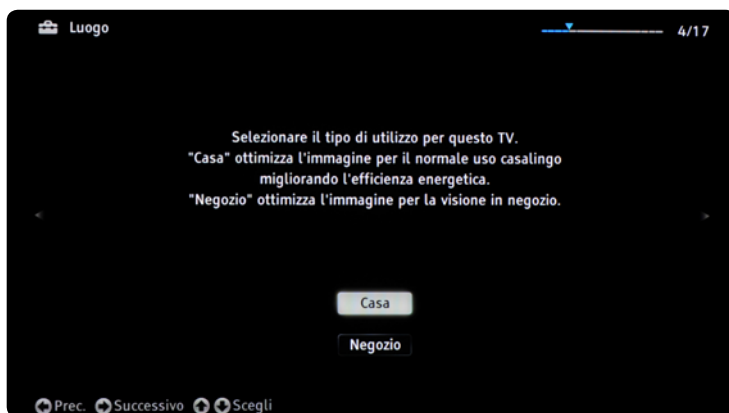 Luogo
4/17
Selezionare il tipo di utilizzo per questo TV.
"Casa" ottimizza l'immagine per il normale uso casalingo
migliorando l'efficienza energetica.
"Negozio" ottimizza l'immagine per la visione in negozio.
Casa
Negozio
Prec. Successivo Scegli